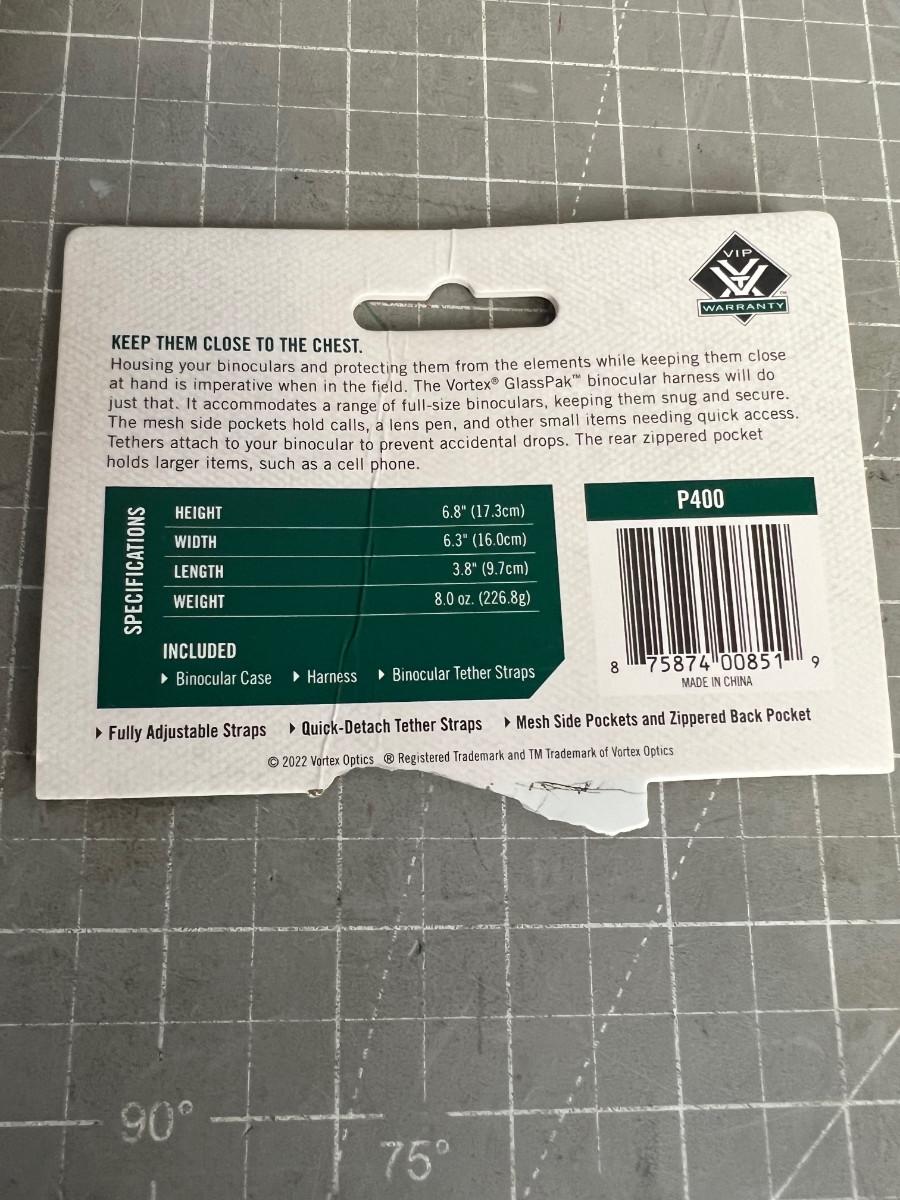 VIP
WARRANTY™
KEEP THEM CLOSE TO THE CHEST.
Housing your binoculars and protecting them from the elements while keeping them close
at hand is imperative when in the field. The Vortex® GlassPak™ binocular harness will do
just that. It accommodates a range of full-size binoculars, keeping them snug and secure.
The mesh side pockets hold calls, a lens pen, and other small items needing quick access.
Tethers attach to your binocular to prevent accidental drops. The rear zippered pocket
holds larger items, such as a cell phone.
SPECIFICATIONS
HEIGHT 6.8" (17.3cm)
WIDTH 6.3" (16.0cm)
LENGTH 3.8" (9.7cm)
WEIGHT 8.0 oz. (226.8g)
INCLUDED
Binocular Case Harness Binocular Tether Straps
P400
8 75874 00851 9
MADE IN CHINA
Fully Adjustable Straps Quick-Detach Tether Straps Mesh Side Pockets and Zippered Back Pocket
© 2022 Vortex Optics ® Registered Trademark and TM Trademark of Vortex Optics
90°
75°